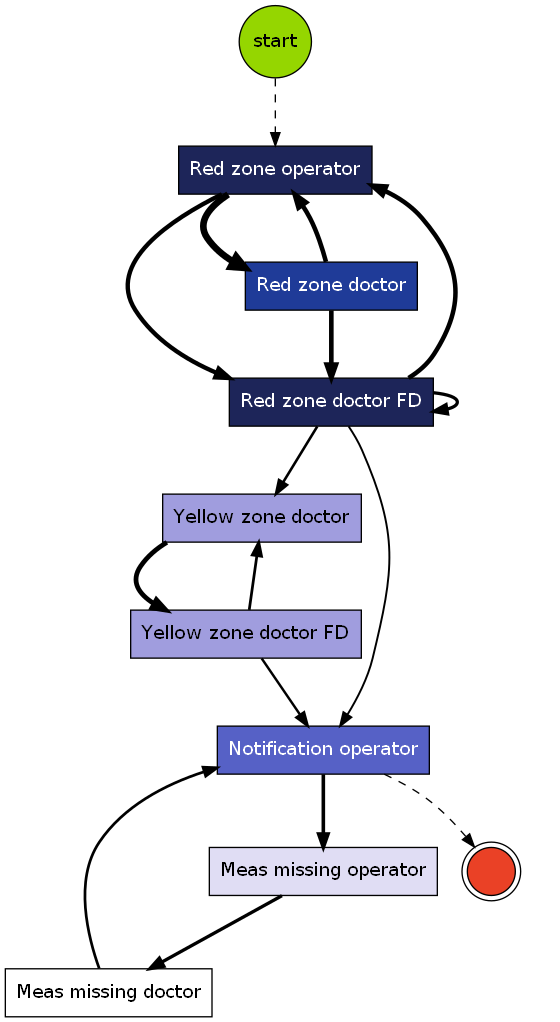 start
Red zone operator
Red zone doctor
Red zone doctor FD
Yellow zone doctor
Yellow zone doctor FD
Notification operator
Meas missing operator
Meas missing doctor